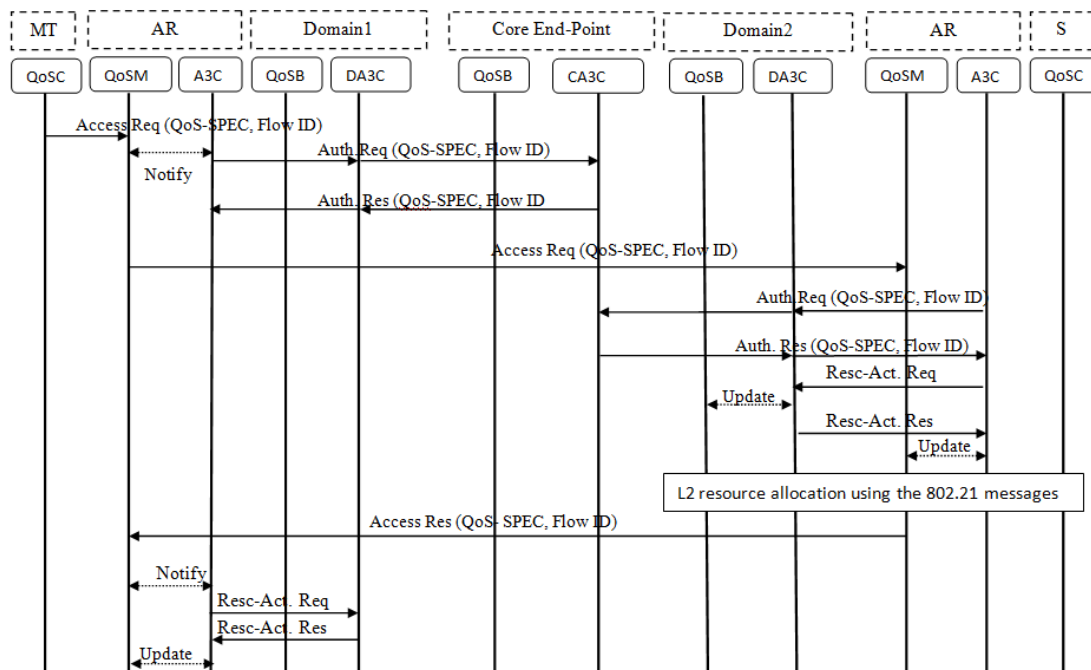 MT AR Domain1 Core End-Point Domain2 AR S
QoSC QoSM A3C QoSB DA3C QoSB CA3C QoSB DA3C QoSM A3C QoSC
Access Req (QoS-SPEC, Flow ID)
Auth.Req (QoS-SPEC, Flow ID)
Notify
Auth. Res (QoS-SPEC, Flow ID
Access Req (QoS-SPEC, Flow ID)
Auth.Req (QoS-SPEC, Flow ID)
Auth. Res (QoS-SPEC, Flow ID)
Resc-Act. Req
Update
Resc-Act. Res
Update
L2 resource allocation using the 802.21 messages
Access Res (QoS- SPEC, Flow ID)
Notify
Resc-Act. Req
Resc-Act. Res
Update